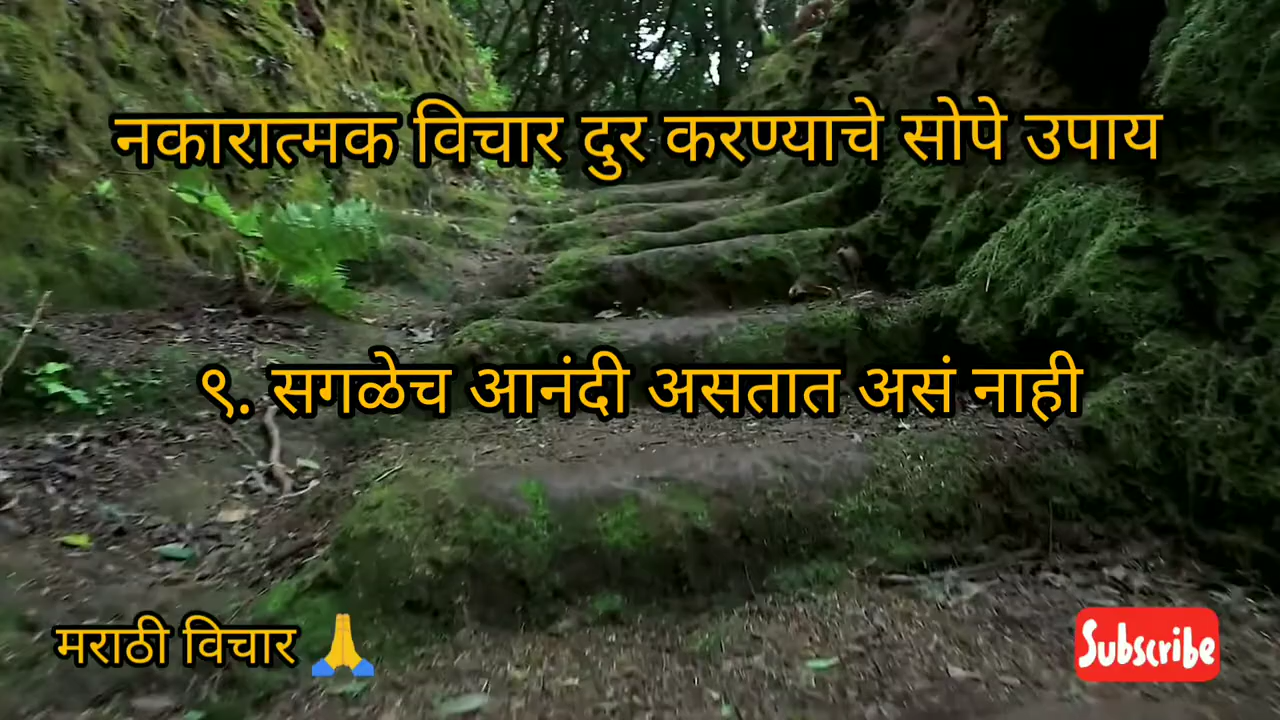 नकारात्मक विचार दुर करण्याचे सोपे उपाय
९. सगळेच आनंदी असतात असं नाही
मराठी विचार 🙏
Subscribe